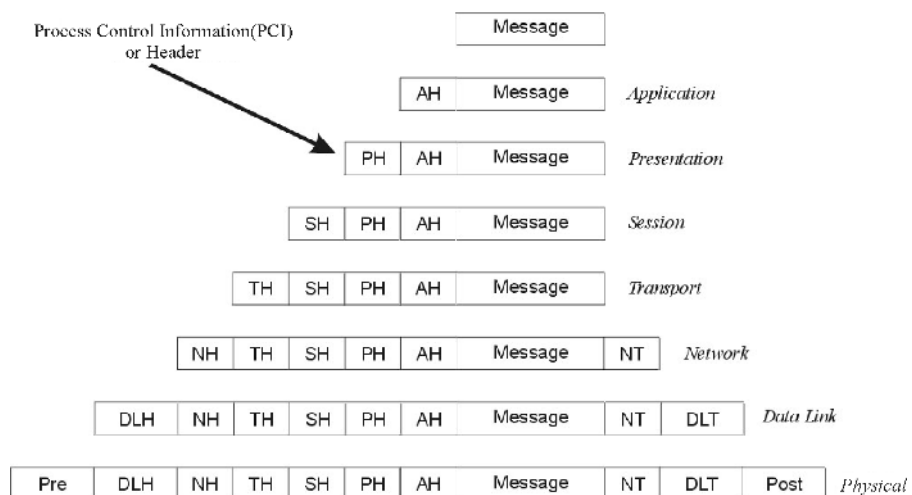 Process Control Information(PCI)
or Header
Message
AH Message Application
PH AH Message Presentation
SH PH AH Message Session
TH SH PH AH Message Transport
NH TH SH PH AH Message NT Network
DLH NH TH SH PH AH Message NT DLT Data Link
Pre DLH NH TH SH PH AH Message NT DLT Post Physical